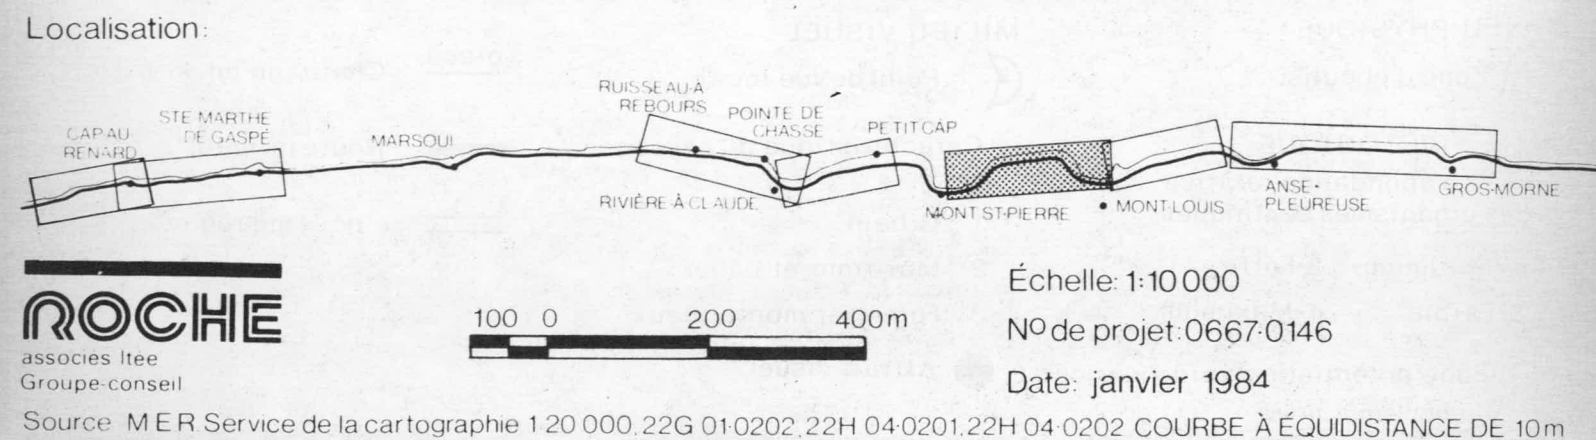 Localisation:
CAP-AU-
RENARD
STE MARTHE
DE GASPÉ
MARSOUI
RUISSEAU-À-
REBOURS
POINTE DE
CHASSE
PETIT CAP
RIVIÈRE-À-CLAUDE
MONT ST-PIERRE
MONT-LOUIS
ANSE-
PLEUREUSE
GROS-MORNE
ROCHE
associés ltée
Groupe-conseil
100 0 200 400m
Échelle: 1:10 000
No de projet: 0667-0146
Date: janvier 1984
Source M E R. Service de la cartographie 1:20 000, 22G 01-0202, 22H 04-0201, 22H 04-0202 COURBE À ÉQUIDISTANCE DE 10m